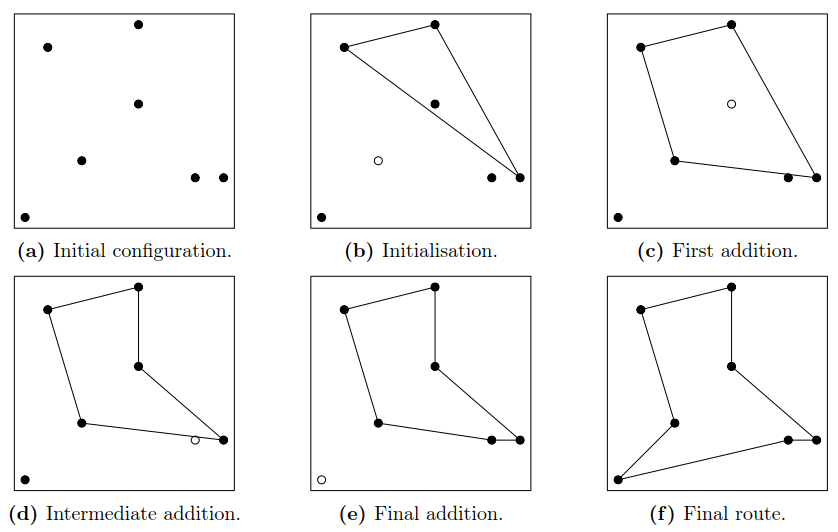 (a) Initial configuration.
(b) Initialisation.
(c) First addition.
(d) Intermediate addition.
(e) Final addition.
(f) Final route.